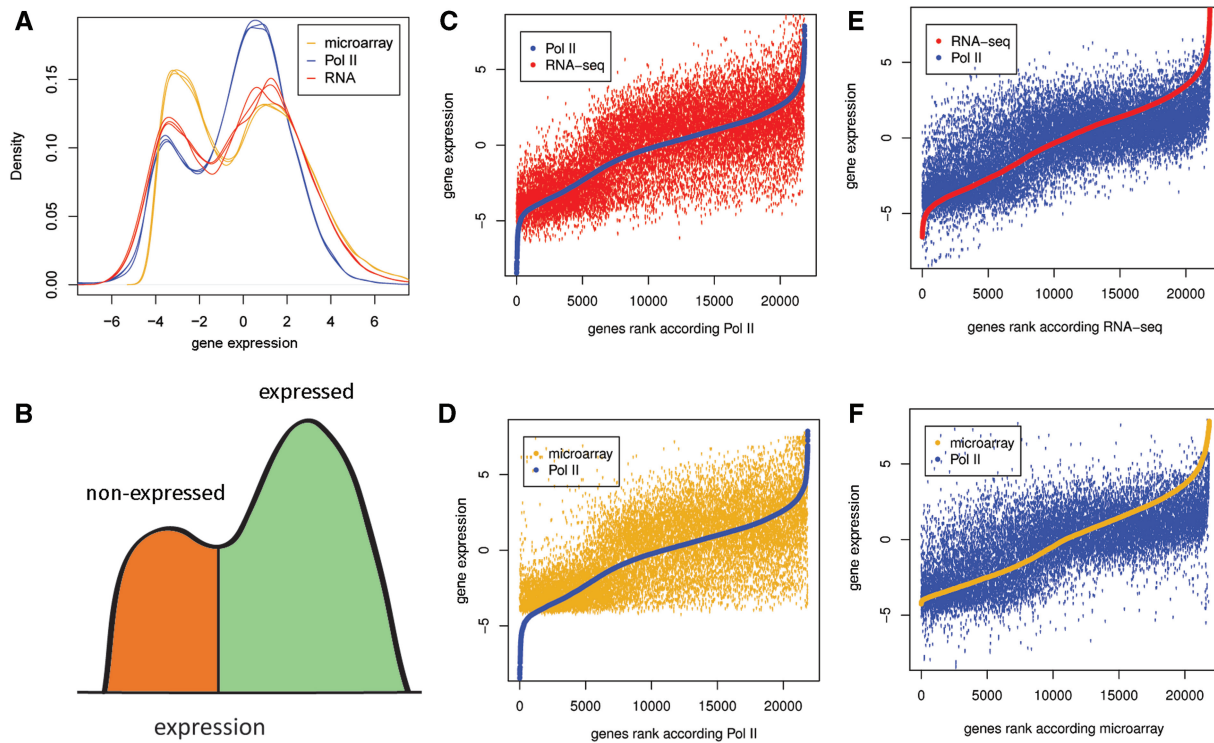 A
microarray
Pol II
RNA
Density
0.00
0.05
0.10
0.15
−6
−4
−2
0
2
4
6
gene expression
B
expressed
non-expressed
expression
C
Pol II
RNA−seq
gene expression
5
0
−5
0
5000
10000
15000
20000
genes rank according Pol II
D
microarray
Pol II
gene expression
5
0
−5
0
5000
10000
15000
20000
genes rank according Pol II
E
RNA−seq
Pol II
gene expression
5
0
−5
0
5000
10000
15000
20000
genes rank according RNA−seq
F
microarray
Pol II
gene expression
5
0
−5
0
5000
10000
15000
20000
genes rank according microarray